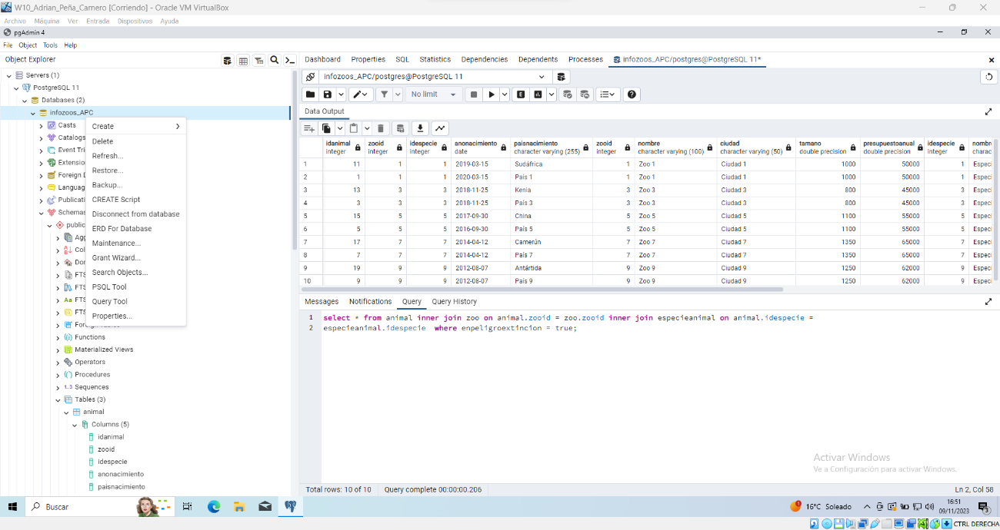 W10_Adrian_Peña_Carnero [Corriendo] - Oracle VM VirtualBox
Archivo Máquina Ver Entrada Dispositivos Ayuda
pgAdmin 4
File Object Tools Help
Object Explorer
Dashboard Properties SQL Statistics Dependencies Dependents Processes infozoos_APC/postgres@PostgreSQL 11*
Servers (1)
PostgreSQL 11
Databases (2)
infozoos_APC
Casts
Catalogs
Event Tri
Extensio
Foreign D
Languag
Publicati
Schemas
public
Agg
Col
Dor
FTS
FTS
FTS
FTS
Foreign Tables
Functions
Materialized Views
Operators
Procedures
Sequences
Tables (3)
animal
Columns (5)
idanimal
zooid
idespecie
anonacimiento
paisnacimiento
Create
Delete
Refresh...
Restore...
Backup...
CREATE Script
Disconnect from database
ERD For Database
Maintenance...
Grant Wizard...
Search Objects...
PSQL Tool
Query Tool
Properties...
infozoos_APC/postgres@PostgreSQL 11
No limit
Data Output
idanimal zooid idespecie anonacimiento paisnacimiento zooid nombre ciudad tamano presupuestoanual idespecie nombr
integer integer integer date character varying (255) integer character varying (100) character varying (50) double precision double precision integer charac
1 11 1 1 2019-03-15 Sudáfrica 1 Zoo 1 Ciudad 1 1000 50000 1 Especi
2 1 1 1 2020-03-15 País 1 1 Zoo 1 Ciudad 1 1000 50000 1 Especi
3 13 3 3 2018-11-25 Kenia 3 Zoo 3 Ciudad 3 800 45000 3 Especi
4 3 3 3 2018-11-25 País 3 3 Zoo 3 Ciudad 3 800 45000 3 Especi
5 15 5 5 2017-09-30 China 5 Zoo 5 Ciudad 5 1100 55000 5 Especi
6 5 5 5 2016-09-30 País 5 5 Zoo 5 Ciudad 5 1100 55000 5 Especi
7 17 7 7 2014-04-12 Camerún 7 Zoo 7 Ciudad 7 1350 65000 7 Especi
8 7 7 7 2014-04-12 País 7 7 Zoo 7 Ciudad 7 1350 65000 7 Especi
9 19 9 9 2012-08-07 Antártida 9 Zoo 9 Ciudad 9 1250 62000 9 Especi
10 9 9 9 2012-08-07 País 9 9 Zoo 9 Ciudad 9 1250 62000 9 Especi
Messages Notifications Query Query History
1 select * from animal inner join zoo on animal.zooid = zoo.zooid inner join especieanimal on animal.idespecie =
2 especieanimal.idespecie where enpeligroextincion = true;
Activar Windows
Ve a Configuración para activar Windows.
Total rows: 10 of 10 Query complete 00:00:00.206 Ln 2, Col 58
Buscar
16°C Soleado
16:51
09/11/2023
3
CTRL DERECHA